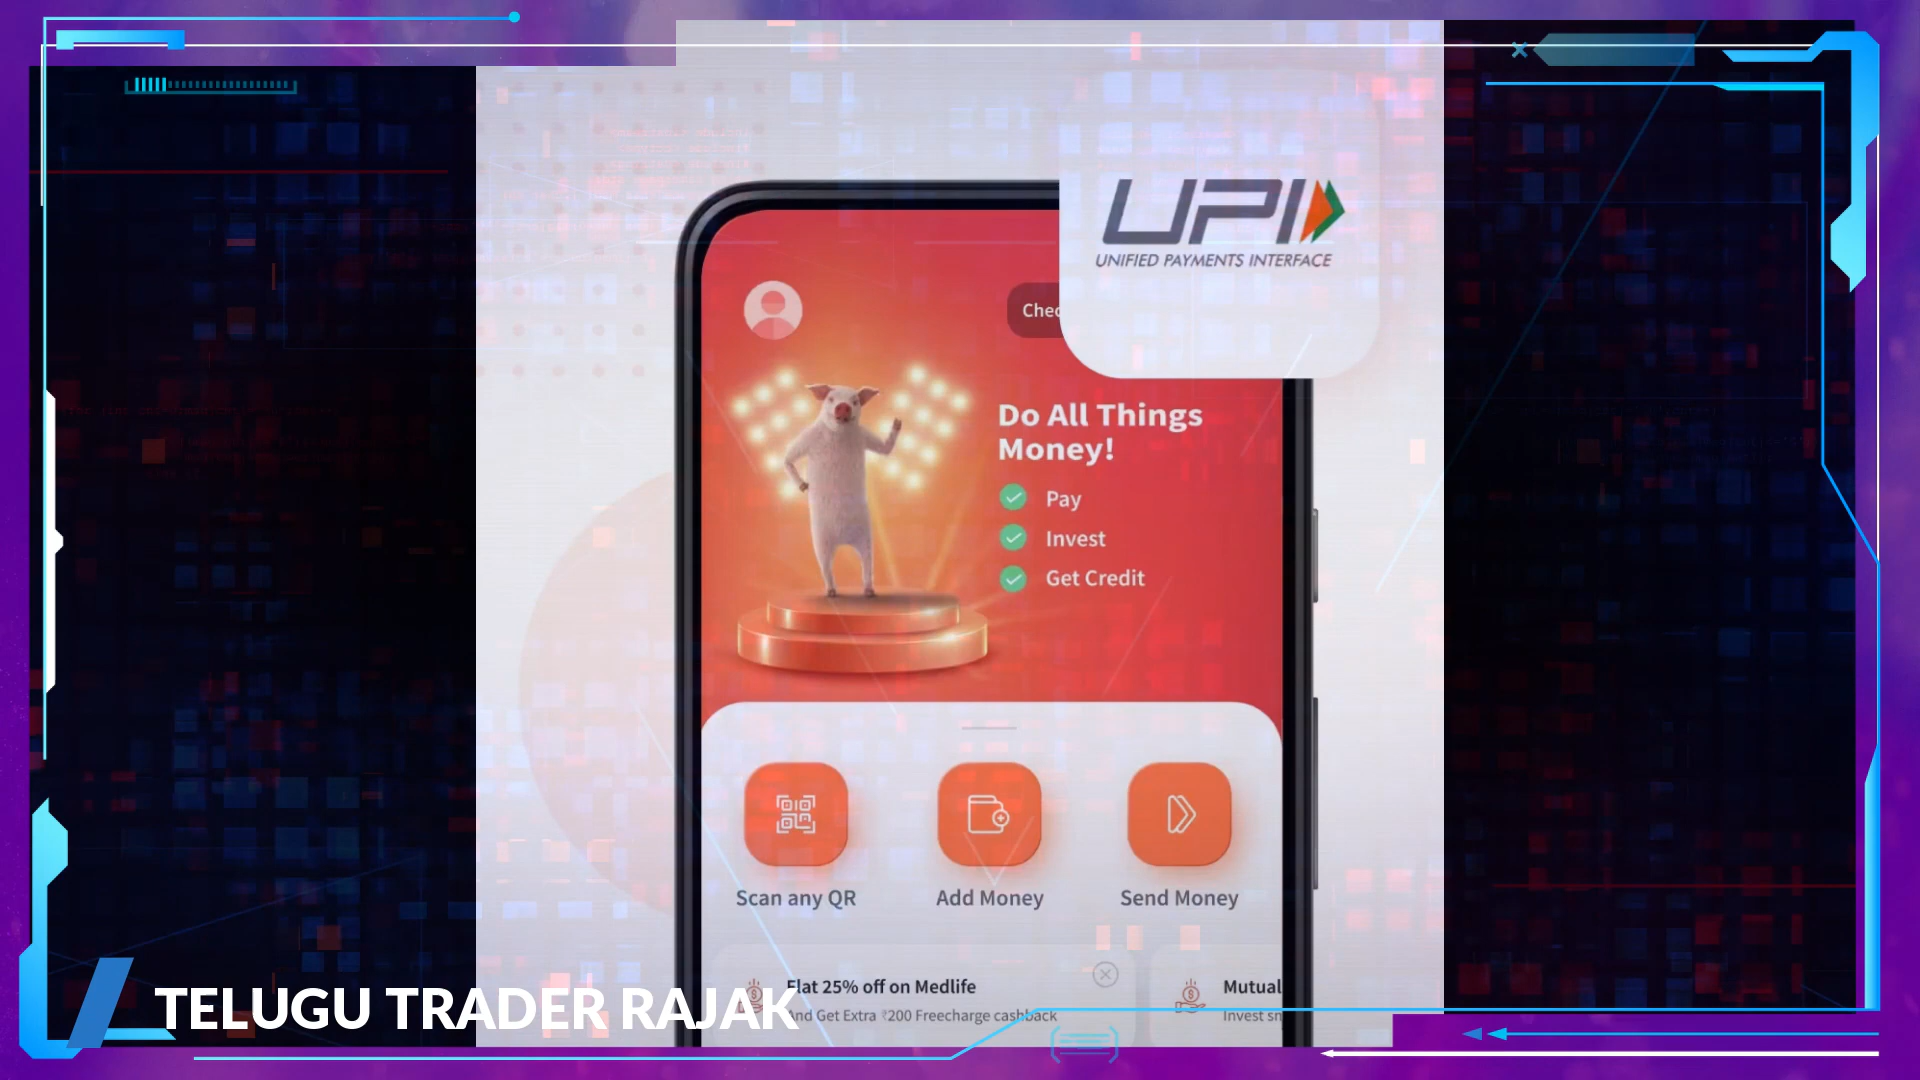 UPI
UNIFIED PAYMENTS INTERFACE
Do All Things
Money!
Pay
Invest
Get Credit
Scan any QR
Add Money
Send Money
Flat 25% off on Medlife
And Get Extra ₹200 Freecharge cashback
Mutual
Invest
TELUGU TRADER RAJAK